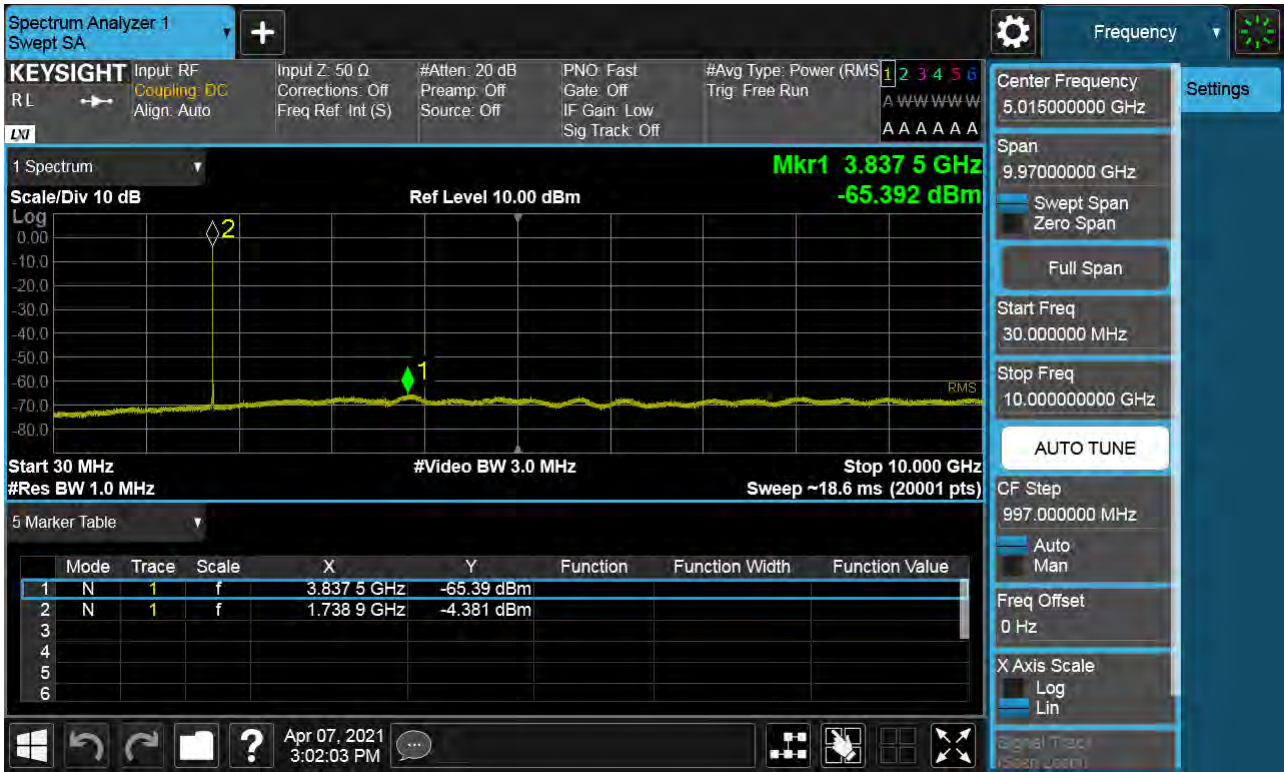 Spectrum Analyzer 1
Swept SA
+
Frequency
KEYSIGHT
RL
LXI
Input: RF
Coupling: DC
Align: Auto
Input Z: 50 Ω
Corrections: Off
Freq Ref: Int (S)
#Atten: 20 dB
Preamp: Off
Source: Off
PNO: Fast
Gate: Off
IF Gain: Low
Sig Track: Off
#Avg Type: Power (RMS
Trig: Free Run
1 2 3 4 5 6
A W W W W W
A A A A A A
1 Spectrum
Mkr1 3.837 5 GHz
-65.392 dBm
Scale/Div 10 dB
Ref Level 10.00 dBm
Log
0.00
-10.0
-20.0
-30.0
-40.0
-50.0
-60.0
-70.0
-80.0
2
1
RMS
Start 30 MHz
#Video BW 3.0 MHz
Stop 10.000 GHz
#Res BW 1.0 MHz
Sweep ~18.6 ms (20001 pts)
5 Marker Table
Mode Trace Scale X Y Function Function Width Function Value
1 N 1 f 3.837 5 GHz -65.39 dBm
2 N 1 f 1.738 9 GHz -4.381 dBm
3
4
5
6
Apr 07, 2021
3:02:03 PM
?
Center Frequency
5.015000000 GHz
Settings
Span
9.97000000 GHz
Swept Span
Zero Span
Full Span
Start Freq
30.000000 MHz
Stop Freq
10.000000000 GHz
AUTO TUNE
CF Step
997.000000 MHz
Auto
Man
Freq Offset
0 Hz
X Axis Scale
Log
Lin
Signal Track
(Span Zoom)